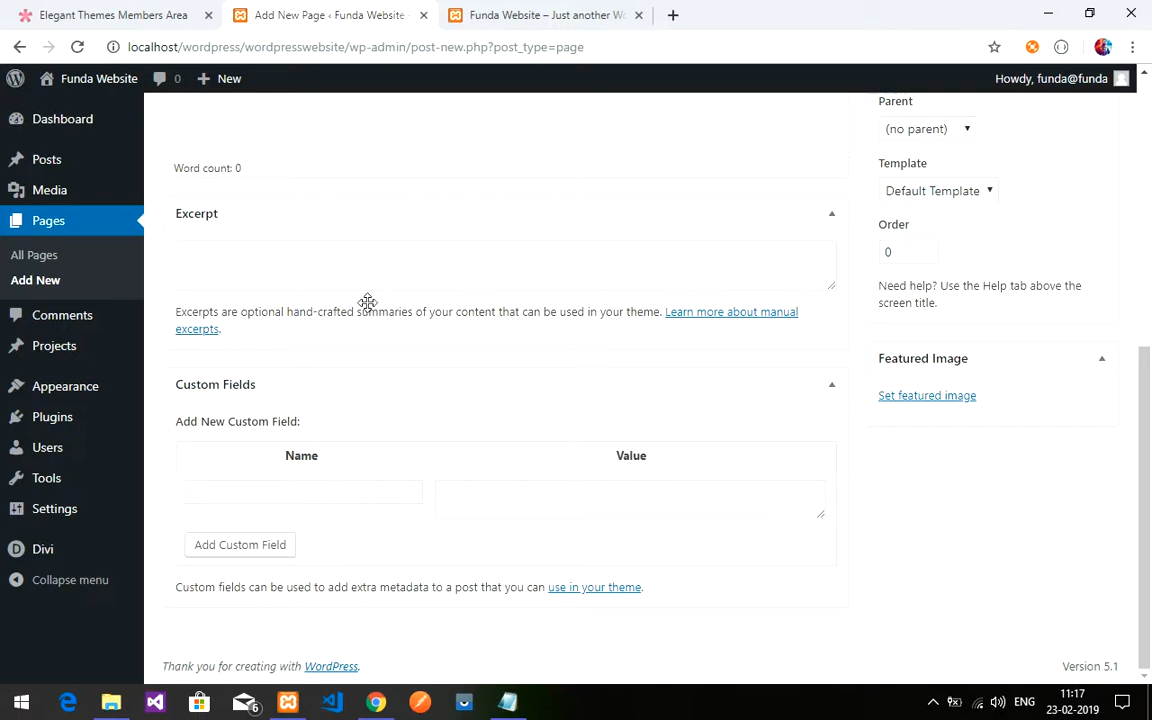 Elegant Themes Members Area
Add New Page ‹ Funda Website
Funda Website – Just another W
localhost/wordpress/wordpresswebsite/wp-admin/post-new.php?post_type=page
Funda Website 0 New
Howdy, funda@funda
Dashboard
Posts
Media
Pages
All Pages
Add New
Comments
Projects
Appearance
Plugins
Users
Tools
Settings
Divi
Collapse menu
Word count: 0
Excerpt
Excerpts are optional hand-crafted summaries of your content that can be used in your theme. Learn more about manual
excerpts.
Custom Fields
Add New Custom Field:
Name Value
Add Custom Field
Custom fields can be used to add extra metadata to a post that you can use in your theme.
Parent
(no parent)
Template
Default Template
Order
0
Need help? Use the Help tab above the
screen title.
Featured Image
Set featured image
Thank you for creating with WordPress.
Version 5.1
6
ENG
11:17
23-02-2019